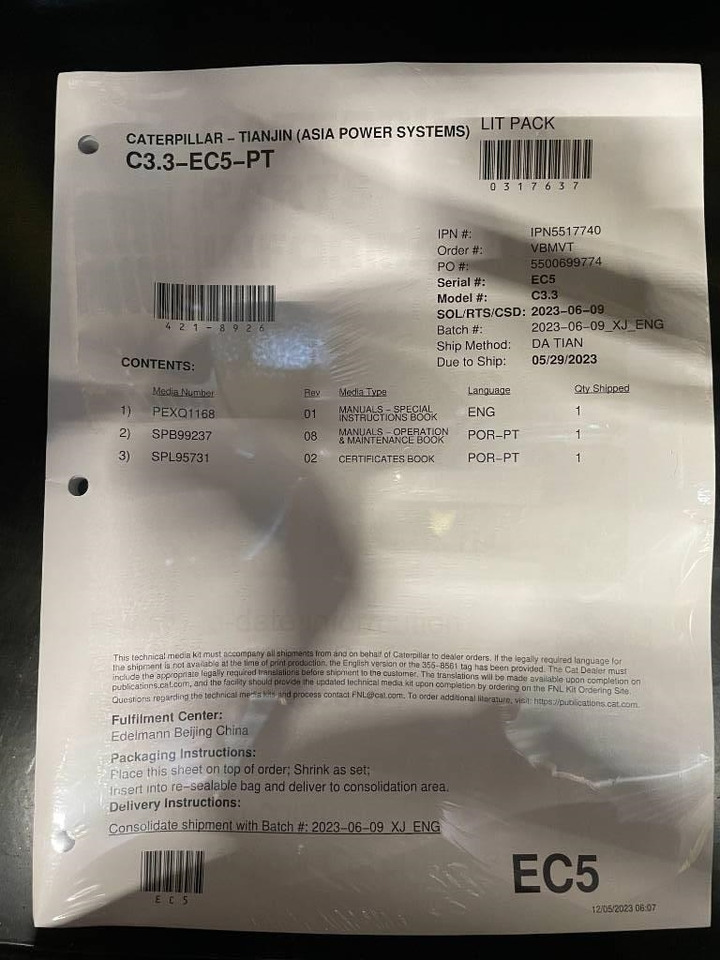 CATERPILLAR – TIANJIN (ASIA POWER SYSTEMS) LIT PACK
C3.3–EC5–PT
0317637
IPN #: IPN5517740
Order #: VBMVT
PO #: 5500699774
Serial #: EC5
Model #: C3.3
SOL/RTS/CSD: 2023–06–09
Batch #: 2023–06–09_XJ_ENG
Ship Method: DA TIAN
Due to Ship: 05/29/2023
421-8926
CONTENTS:
Media Number Rev Media Type Language Qty Shipped
1) PEXQ1168 01 MANUALS – SPECIAL INSTRUCTIONS BOOK ENG 1
2) SPB99237 08 MANUALS – OPERATION & MAINTENANCE BOOK POR–PT 1
3) SPL95731 02 CERTIFICATES BOOK POR–PT 1
This technical media kit must accompany all shipments from and on behalf of Caterpillar to dealer orders. If the legally required language for
the shipment is not available at the time of print production, the English version or the 355–8561 tag has been provided. The Cat Dealer must
include the appropriate legally required translations before shipment to the customer. The translations will be made available upon completion on
publications.cat.com, and the facility should provide the updated technical media kit upon completion by ordering on the FNL Kit Ordering Site.
Questions regarding the technical media kits and process contact FNL@cat.com. To order additional literature, visit: https://publications.cat.com.
Fulfilment Center:
Edelmann Beijing China
Packaging Instructions:
Place this sheet on top of order; Shrink as set;
Insert into re–sealable bag and deliver to consolidation area.
Delivery Instructions:
Consolidate shipment with Batch #: 2023–06–09_XJ_ENG
EC5
EC5
12/05/2023 06:07